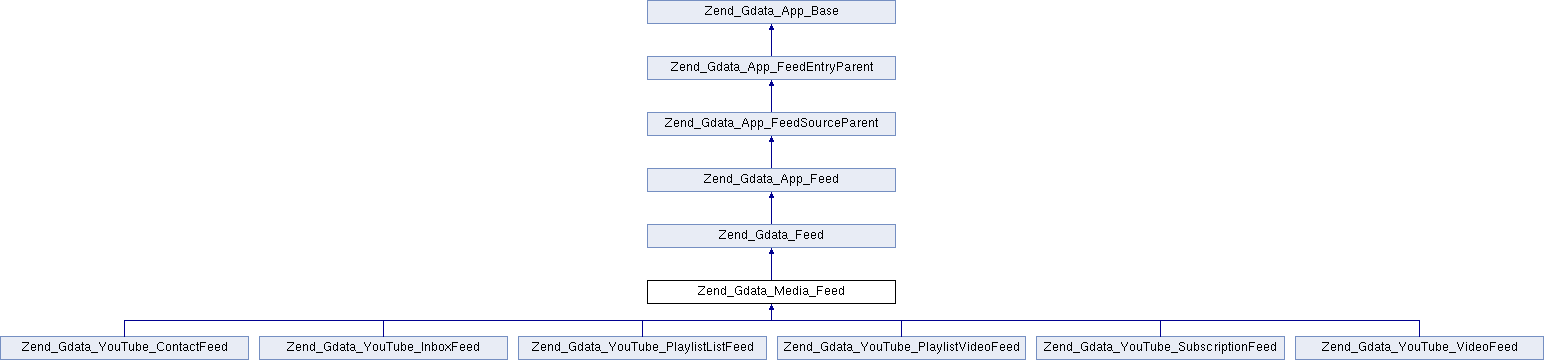 Zend_Gdata_App_Base
Zend_Gdata_App_FeedEntryParent
Zend_Gdata_App_FeedSourceParent
Zend_Gdata_App_Feed
Zend_Gdata_Feed
Zend_Gdata_Media_Feed
Zend_Gdata_YouTube_ContactFeed
Zend_Gdata_YouTube_InboxFeed
Zend_Gdata_YouTube_PlaylistListFeed
Zend_Gdata_YouTube_PlaylistVideoFeed
Zend_Gdata_YouTube_SubscriptionFeed
Zend_Gdata_YouTube_VideoFeed